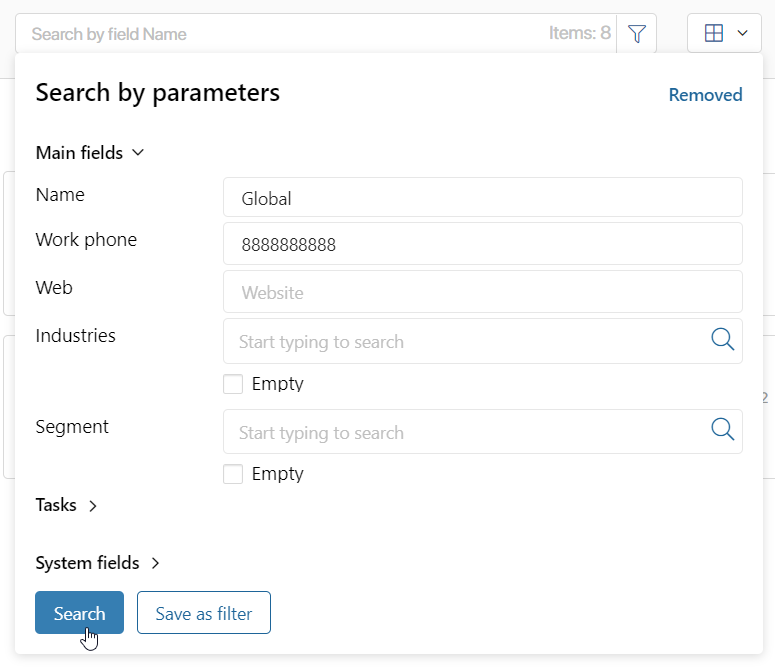 Search by field Name Items: 8
Search by parameters Removed
Main fields
Name Global
Work phone 8888888888
Web Website
Industries Start typing to search
Empty
2
Segment Start typing to search
Empty
Tasks
System fields
Search Save as filter